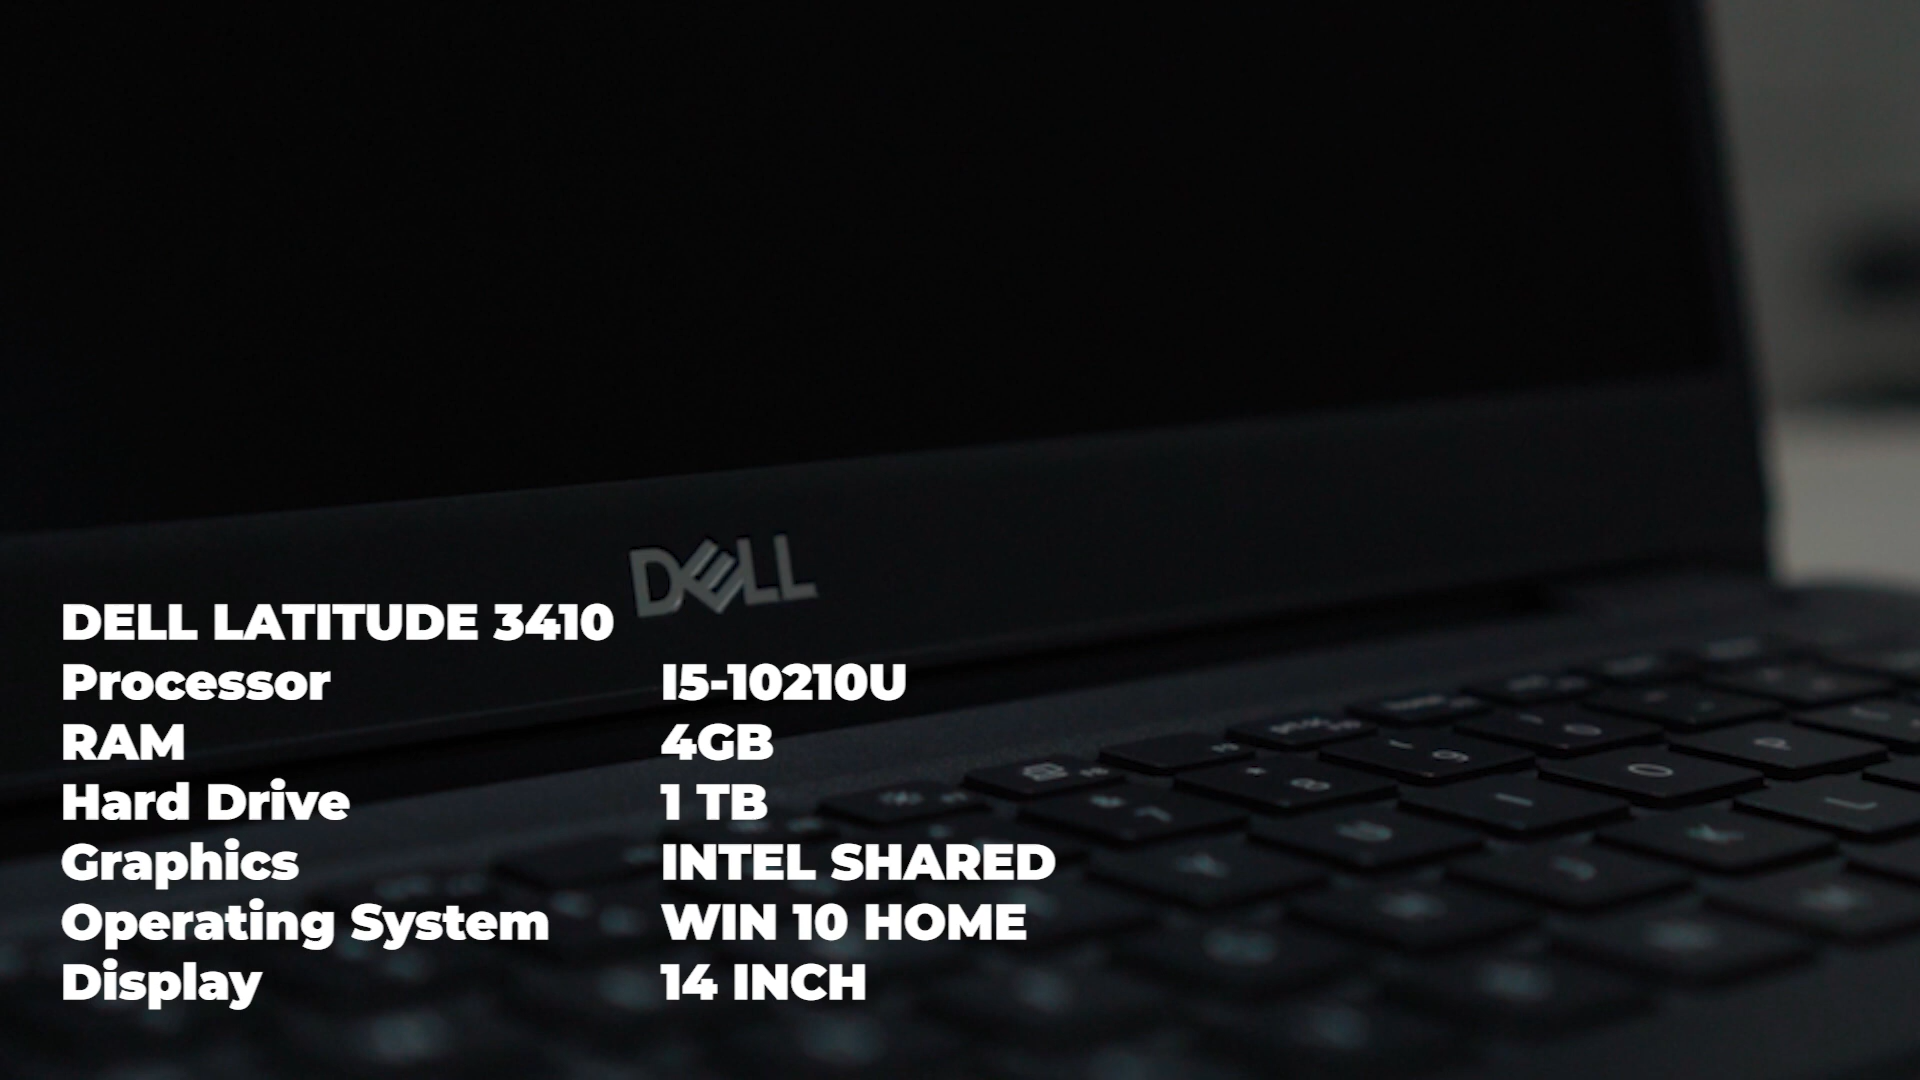 DELL
DELL LATITUDE 3410
Processor I5-10210U
RAM 4GB
Hard Drive 1 TB
Graphics INTEL SHARED
Operating System WIN 10 HOME
Display 14 INCH